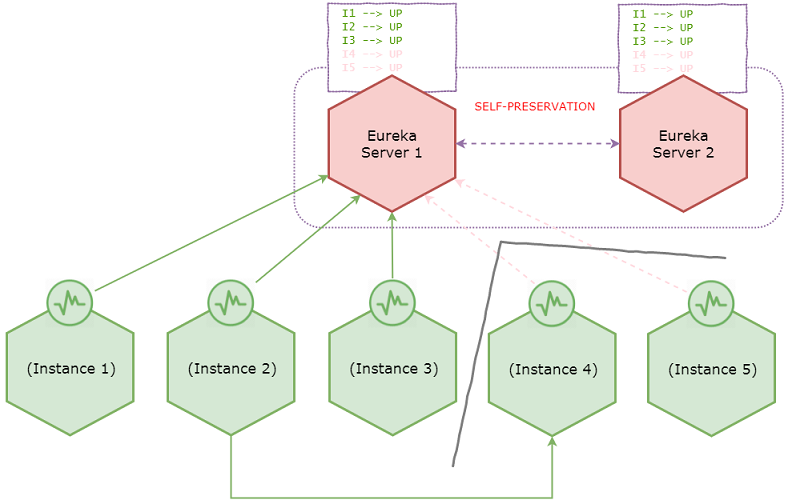 I1 --> UP
I2 --> UP
I3 --> UP
I4 --> UP
I5 --> UP
I1 --> UP
I2 --> UP
I3 --> UP
I4 --> UP
I5 --> UP
SELF-PRESERVATION
Eureka
Server 1
Eureka
Server 2
(Instance 1)
(Instance 2)
(Instance 3)
(Instance 4)
(Instance 5)